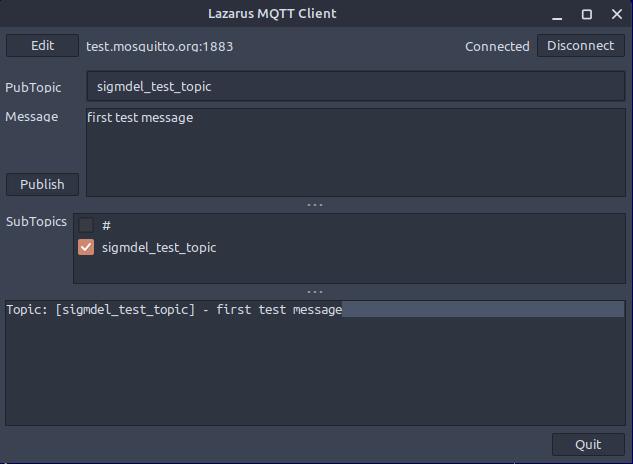 Lazarus MQTT Client
Edit test.mosquitto.org:1883 Connected Disconnect
PubTopic sigmdel_test_topic
Message first test message
Publish
SubTopics #
sigmdel_test_topic
Topic: [sigmdel_test_topic] - first test message
Quit